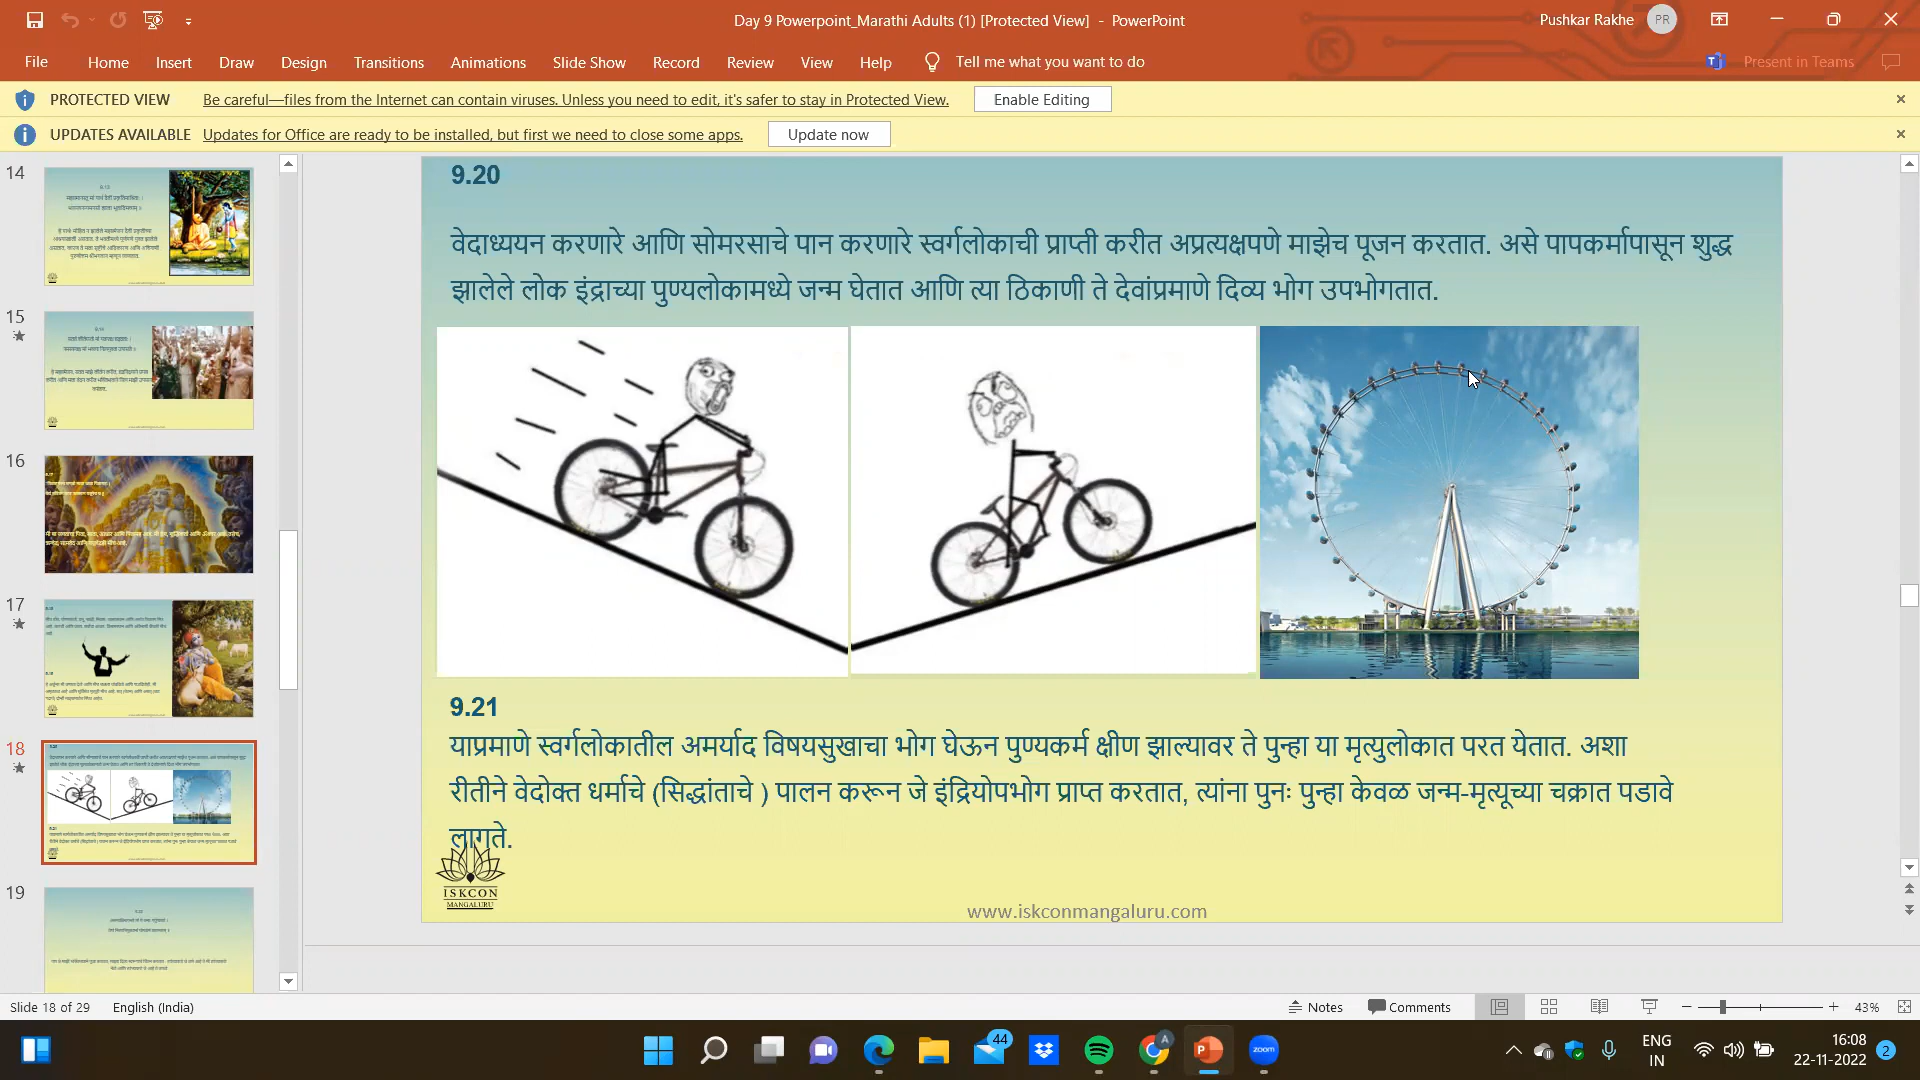 Day 9 Powerpoint_Marathi Adults (1) [Protected View] - PowerPoint
Pushkar Rakhe
PR
File Home Insert Draw Design Transitions Animations Slide Show Record Review View Help Tell me what you want to do
Present in Teams
PROTECTED VIEW Be careful—files from the Internet can contain viruses. Unless you need to edit, it's safer to stay in Protected View. Enable Editing
UPDATES AVAILABLE Updates for Office are ready to be installed, but first we need to close some apps. Update now
14
15
16
17
18
19
9.20
वेदाध्ययन करणारे आणि सोमरसाचे पान करणारे स्वर्गलोकाची प्राप्ती करीत अप्रत्यक्षपणे माझेच पूजन करतात. असे पापकर्मापासून शुद्ध
झालेले लोक इंद्राच्या पुण्यलोकामध्ये जन्म घेतात आणि त्या ठिकाणी ते देवांप्रमाणे दिव्य भोग उपभोगतात.
9.21
याप्रमाणे स्वर्गलोकातील अमर्याद विषयसुखाचा भोग घेऊन पुण्यकर्म क्षीण झाल्यावर ते पुन्हा या मृत्युलोकात परत येतात. अशा
रीतीने वेदोक्त धर्माचे (सिद्धांताचे ) पालन करून जे इंद्रियोपभोग प्राप्त करतात, त्यांना पुनः पुन्हा केवळ जन्म-मृत्यूच्या चक्रात पडावे
लागते.
ISKCON
MANGALURU
www.iskconmangaluru.com
Slide 18 of 29 English (India)
Notes Comments 43%
44
zoom
A
ENG
IN
16:08
22-11-2022
2